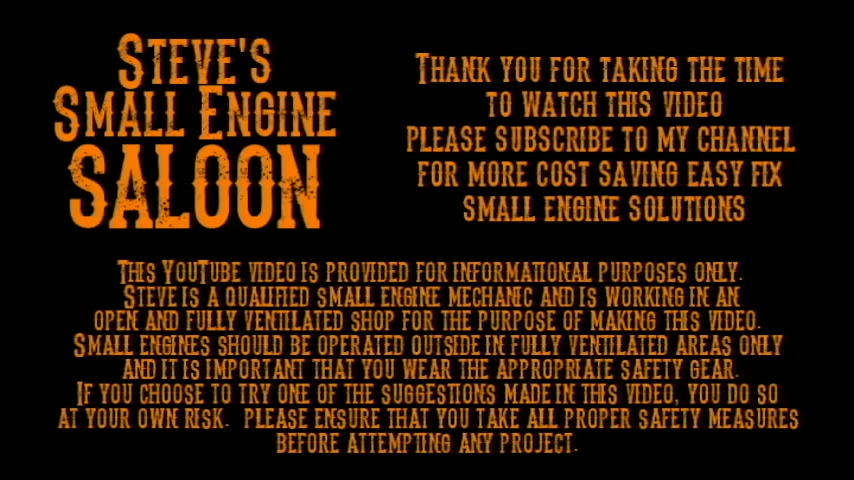 Steve's
Small Engine
SALOON
Thank you for taking the time
to watch this video
please subscribe to my channel
for more cost saving easy fix
small engine solutions
This YouTube video is provided for informational purposes only.
Steve is a qualified small engine mechanic and is working in an
open and fully ventilated shop for the purpose of making this video.
Small engines should be operated outside in fully ventilated areas only
and it is important that you wear the appropriate safety gear.
If you choose to try one of the suggestions made in this video, you do so
at your own risk. Please ensure that you take all proper safety measures
before attempting any project.